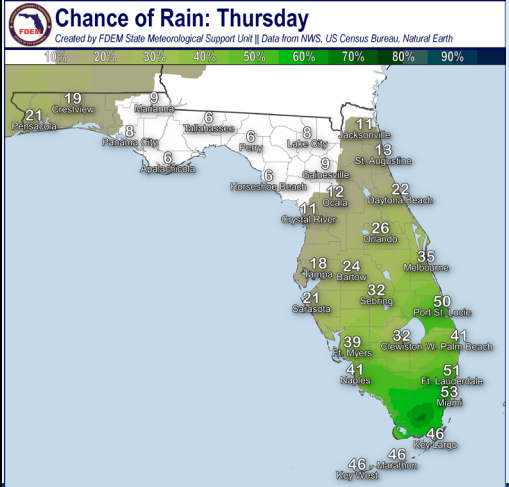 Chance of Rain: Thursday
Created by FDEM State Meteorological Support Unit || Data from NWS, US Census Bureau, Natural Earth
FDEM
10% 20% 30% 40% 50% 60% 70% 80% 90%
19
Crestview
21
Pensacola
9
Marianna
8
Panama City
6
Tallahassee
6
Apalachicola
6
Perry
8
Lake City
11
Jacksonville
13
St. Augustine
9
Gainesville
6
Horseshoe Beach
12
Ocala
22
Daytona Beach
11
Crystal River
26
Orlando
35
Melbourne
18
Tampa
24
Bartow
32
Sebring
21
Sarasota
50
Port St. Lucie
39
Ft. Myers
32
Clewiston
41
W. Palm Beach
41
Naples
51
Ft. Lauderdale
53
Miami
46
Key Largo
46
Marathon
46
Key West